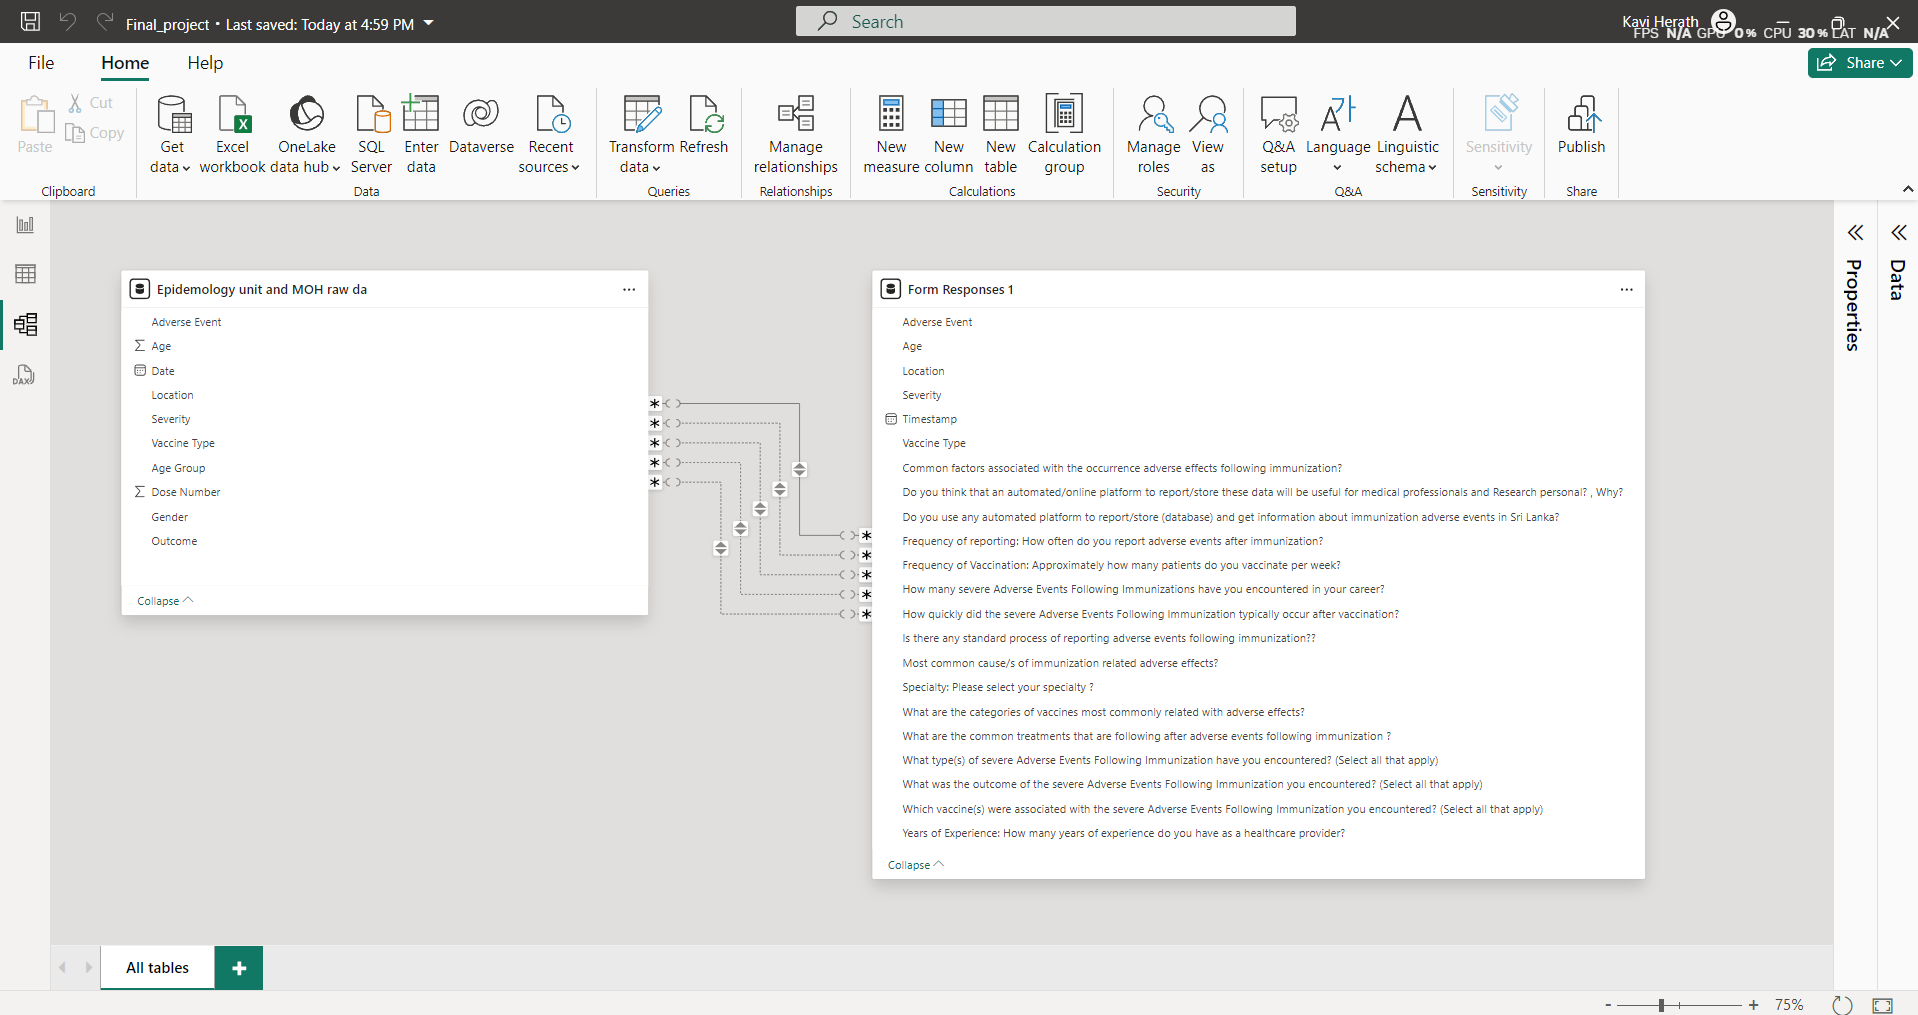 Final_project • Last saved: Today at 4:59 PM
Search
Kavi Herath
FPS N/A GPU 0% CPU 30% LAT N/A
File Home Help
Share
Paste
Cut
Copy
Clipboard
Get data
Excel workbook
OneLake data hub
SQL Server
Enter data
Dataverse
Recent sources
Data
Transform data
Refresh
Queries
Manage relationships
Relationships
New measure
New column
New table
Calculation group
Calculations
Manage roles
View as
Security
Q&A setup
Language
Linguistic schema
Q&A
Sensitivity
Sensitivity
Publish
Share
DAX
Epidemology unit and MOH raw da
Adverse Event
Age
Date
Location
Severity
Vaccine Type
Age Group
Dose Number
Gender
Outcome
Collapse
Form Responses 1
Adverse Event
Age
Location
Severity
Timestamp
Vaccine Type
Common factors associated with the occurrence adverse effects following immunization?
Do you think that an automated/online platform to report/store these data will be useful for medical professionals and Research personal? , Why?
Do you use any automated platform to report/store (database) and get information about immunization adverse events in Sri Lanka?
Frequency of reporting: How often do you report adverse events after immunization?
Frequency of Vaccination: Approximately how many patients do you vaccinate per week?
How many severe Adverse Events Following Immunizations have you encountered in your career?
How quickly did the severe Adverse Events Following Immunization typically occur after vaccination?
Is there any standard process of reporting adverse events following immunization??
Most common cause/s of immunization related adverse effects?
Specialty: Please select your specialty ?
What are the categories of vaccines most commonly related with adverse effects?
What are the common treatments that are following after adverse events following immunization ?
What type(s) of severe Adverse Events Following Immunization have you encountered? (Select all that apply)
What was the outcome of the severe Adverse Events Following Immunization you encountered? (Select all that apply)
Which vaccine(s) were associated with the severe Adverse Events Following Immunization you encountered? (Select all that apply)
Years of Experience: How many years of experience do you have as a healthcare provider?
Collapse
Properties
Data
All tables
75%